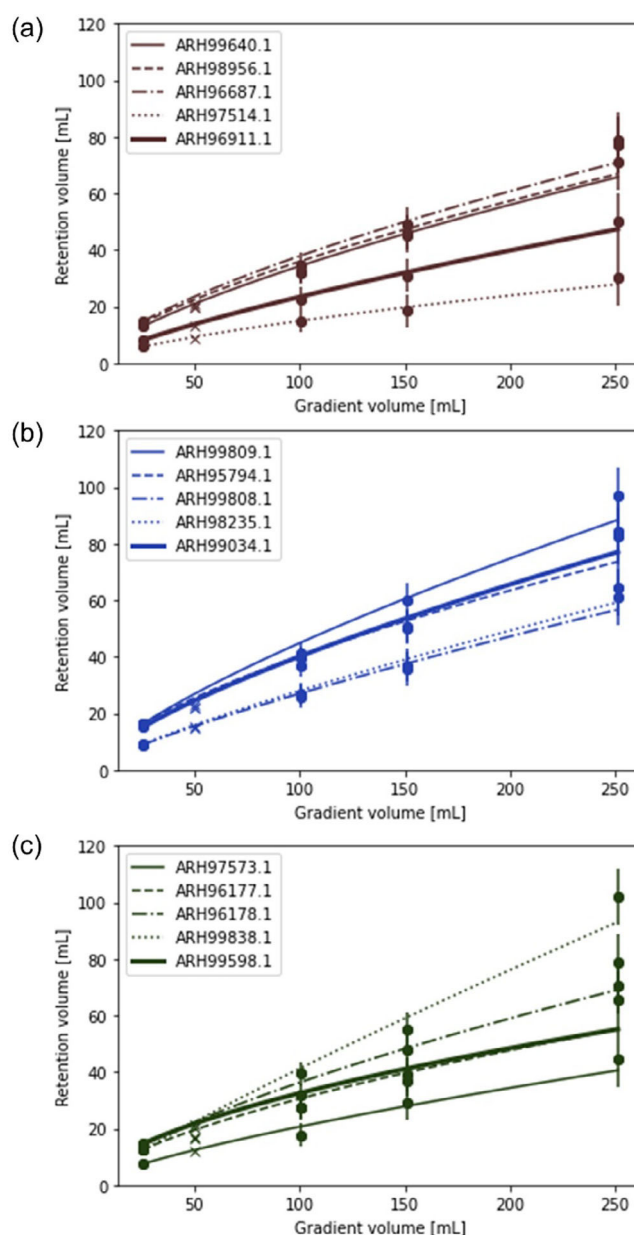 (a)
120
100
80
60
40
20
0
Retention volume [mL]
ARH99640.1
ARH98956.1
ARH96687.1
ARH97514.1
ARH96911.1
50 100 150 200 250
Gradient volume [mL]
(b)
120
100
80
60
40
20
0
Retention volume [mL]
ARH99809.1
ARH95794.1
ARH99808.1
ARH98235.1
ARH99034.1
50 100 150 200 250
Gradient volume [mL]
(c)
120
100
80
60
40
20
0
Retention volume [mL]
ARH97573.1
ARH96177.1
ARH96178.1
ARH99838.1
ARH99598.1
50 100 150 200 250
Gradient volume [mL]